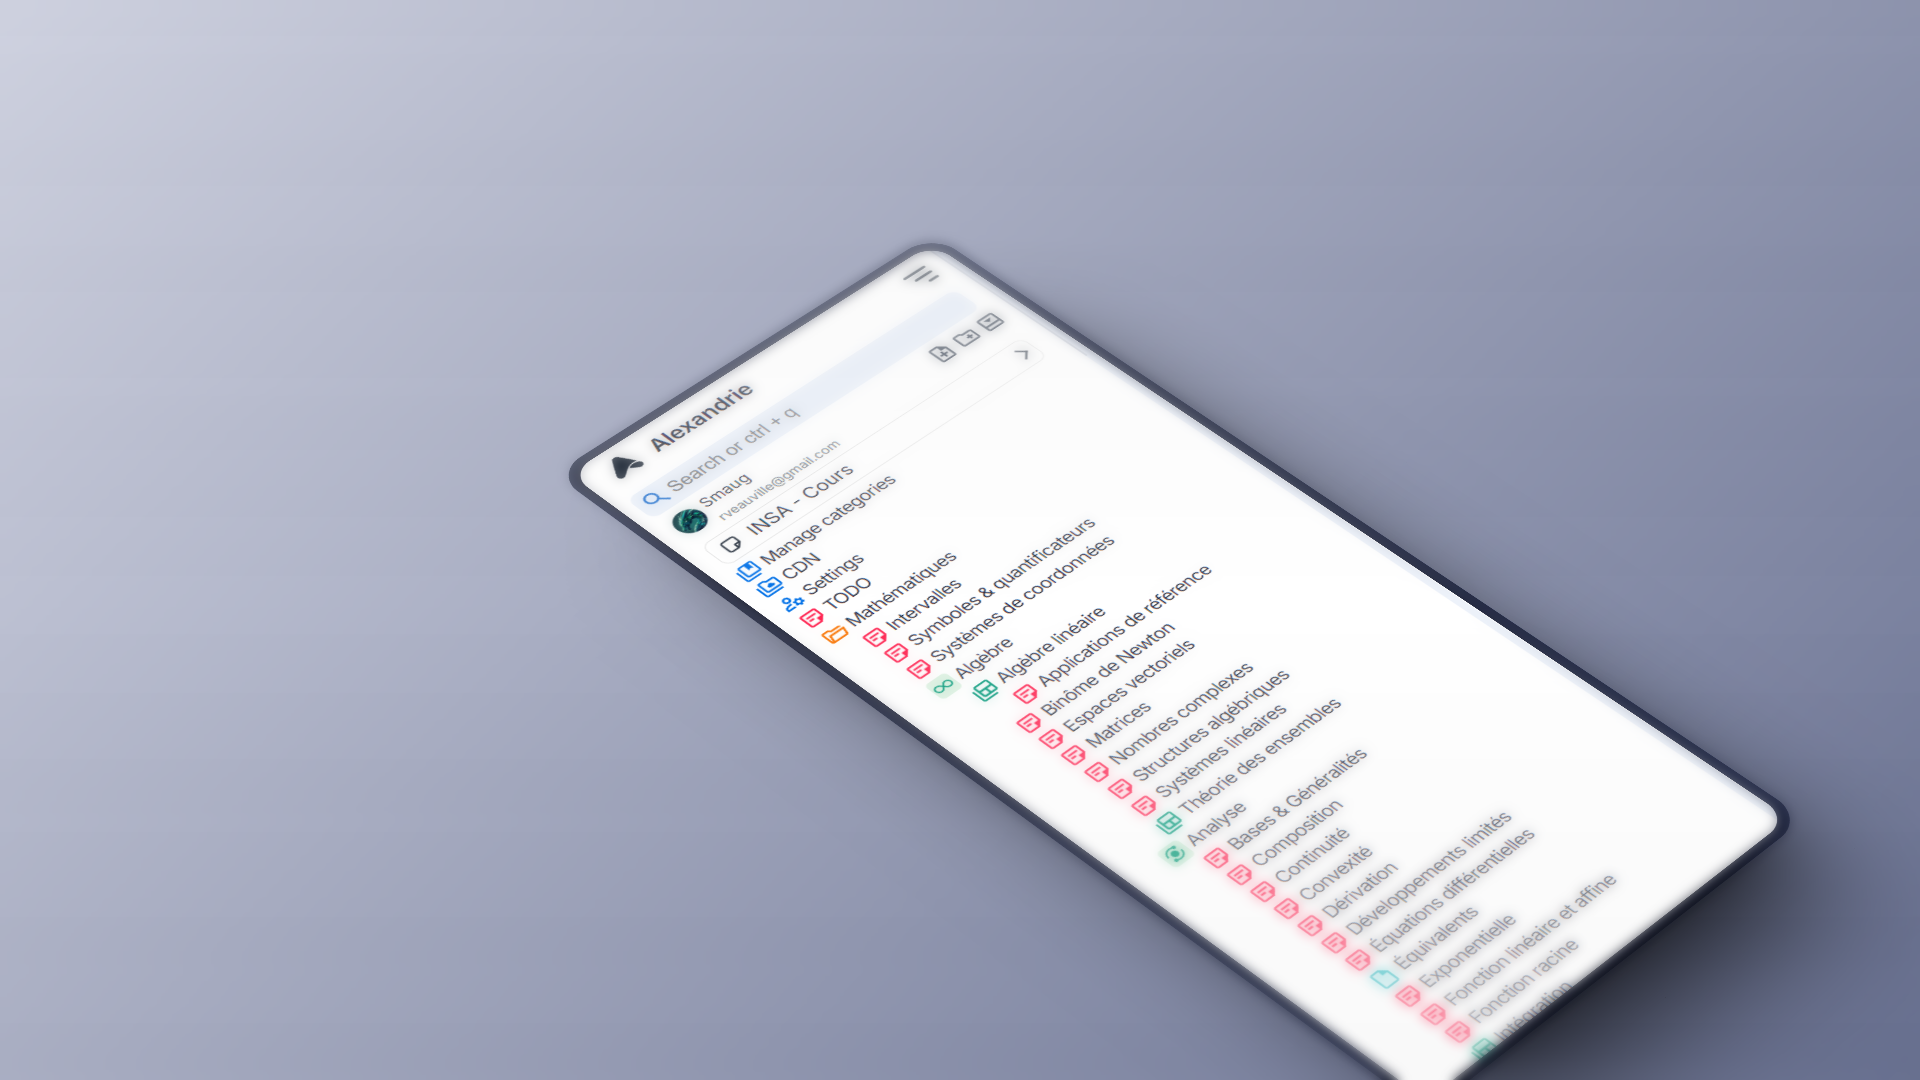 Alexandrie
Search or ctrl + q
Smaug
rveauville@gmail.com
INSA - Cours
Manage categories
CDN
Settings
TODO
Mathématiques
Intervalles
Symboles & quantificateurs
Systèmes de coordonnées
Algèbre
Algèbre linéaire
Applications de référence
Binôme de Newton
Espaces vectoriels
Matrices
Nombres complexes
Structures algébriques
Systèmes linéaires
Théorie des ensembles
Analyse
Bases & Généralités
Composition
Continuité
Convexité
Dérivation
Développements limités
Équations différentielles
Équivalents
Exponentielle
Fonction linéaire et affine
Fonction racine
Intégration